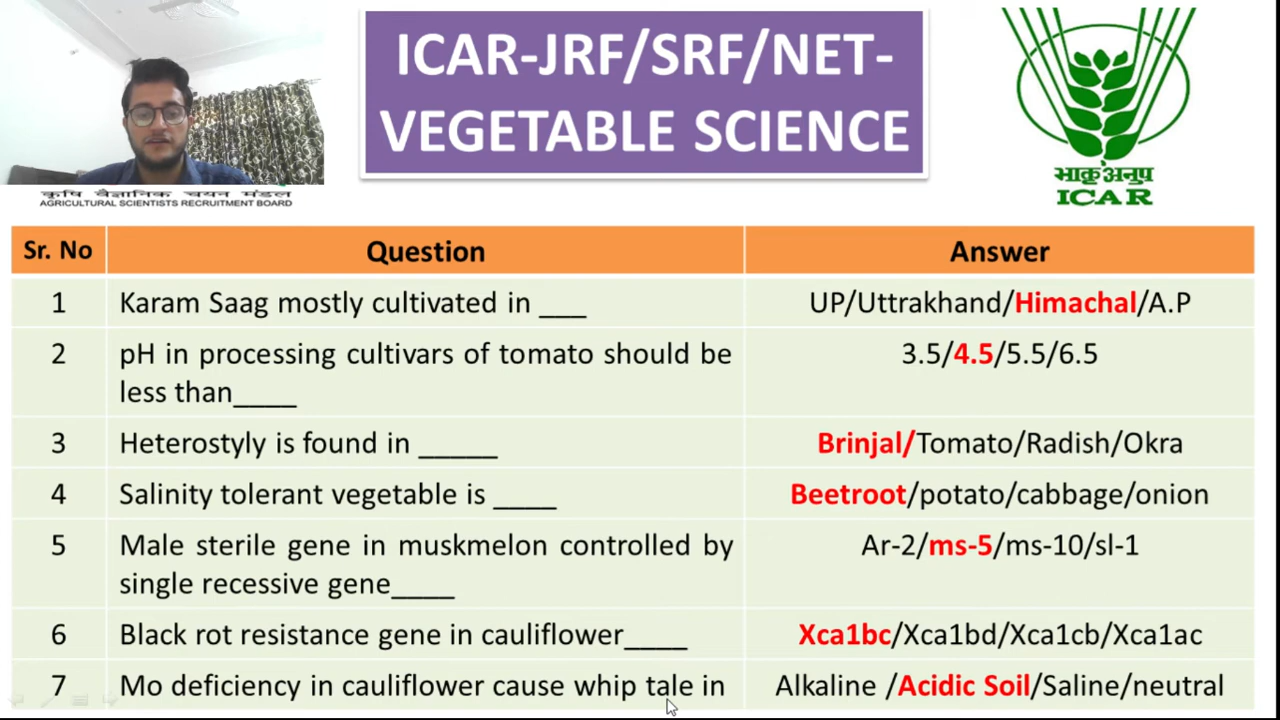 ICAR-JRF/SRF/NET-
VEGETABLE SCIENCE
कृषि वैज्ञानिक चयन मंडल
AGRICULTURAL SCIENTISTS RECRUITMENT BOARD
भाकृअनुप
ICAR
Sr. No Question Answer
1 Karam Saag mostly cultivated in ___ UP/Uttrakhand/Himachal/A.P
2 pH in processing cultivars of tomato should be 3.5/4.5/5.5/6.5
less than____
3 Heterostyly is found in _____ Brinjal/Tomato/Radish/Okra
4 Salinity tolerant vegetable is ____ Beetroot/potato/cabbage/onion
5 Male sterile gene in muskmelon controlled by Ar-2/ms-5/ms-10/sl-1
single recessive gene____
6 Black rot resistance gene in cauliflower____ Xca1bc/Xca1bd/Xca1cb/Xca1ac
7 Mo deficiency in cauliflower cause whip tale in Alkaline /Acidic Soil/Saline/neutral